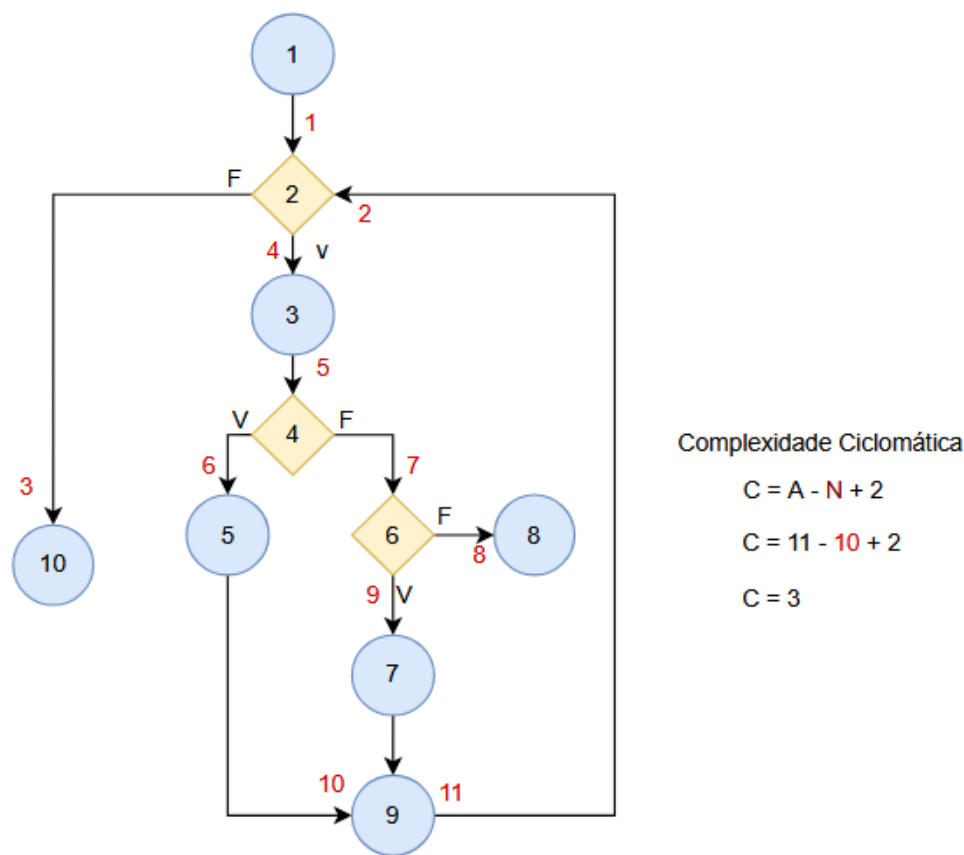 1
1
F
2
2
4
v
3
5
V
4
F
6
7
3
10
5
6
F
8
8
9
V
7
10
9
11
Complexidade Ciclomática
C = A - N + 2
C = 11 - 10 + 2
C = 3